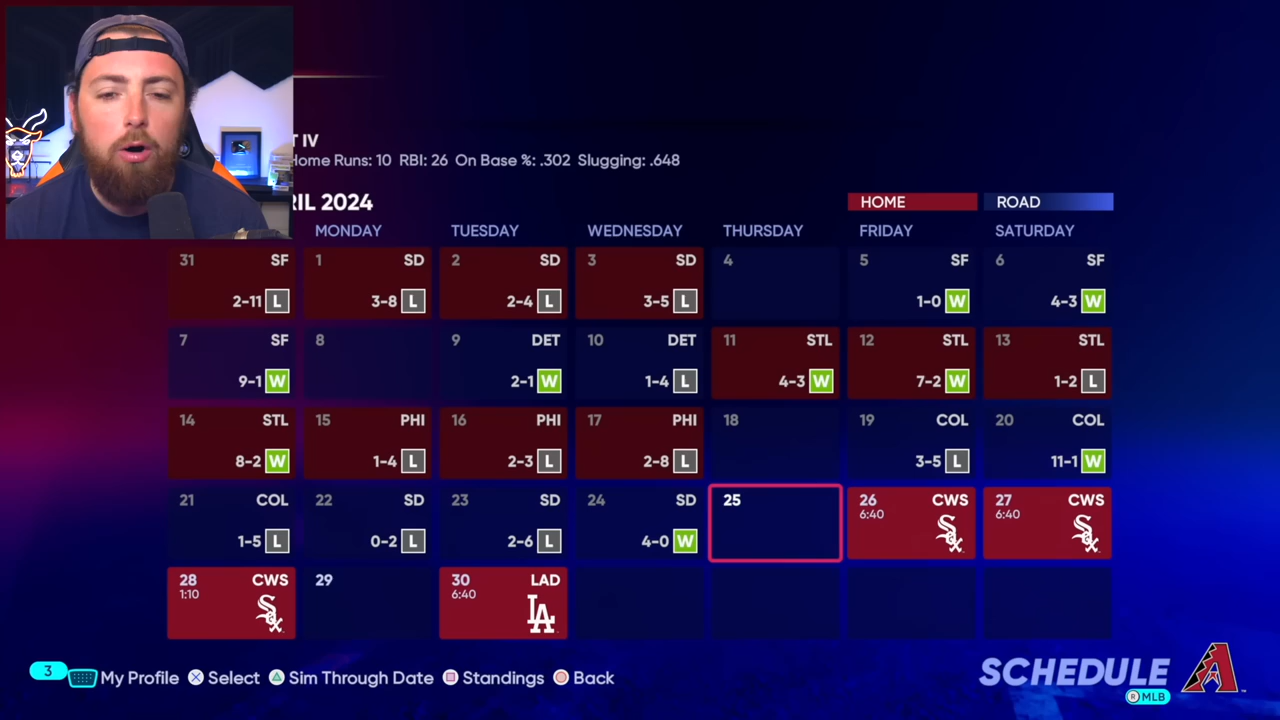 T IV
Home Runs: 10 RBI: 26 On Base %: .302 Slugging: .648
RIL 2024
HOME
ROAD
MONDAY TUESDAY WEDNESDAY THURSDAY FRIDAY SATURDAY
31 SF 1 SD 2 SD 3 SD 4 5 SF 6 SF
2-11 L 3-8 L 2-4 L 3-5 L 1-0 W 4-3 W
7 SF 8 9 DET 10 DET 11 STL 12 STL 13 STL
9-1 W 2-1 W 1-4 L 4-3 W 7-2 W 1-2 L
14 STL 15 PHI 16 PHI 17 PHI 18 19 COL 20 COL
8-2 W 1-4 L 2-3 L 2-8 L 3-5 L 11-1 W
21 COL 22 SD 23 SD 24 SD 25 26 CWS 27 CWS
6:40 6:40
1-5 L 0-2 L 2-6 L 4-0 W
28 CWS 29 30 LAD
1:10 6:40
3 My Profile Select Sim Through Date Standings Back
SCHEDULE
R MLB